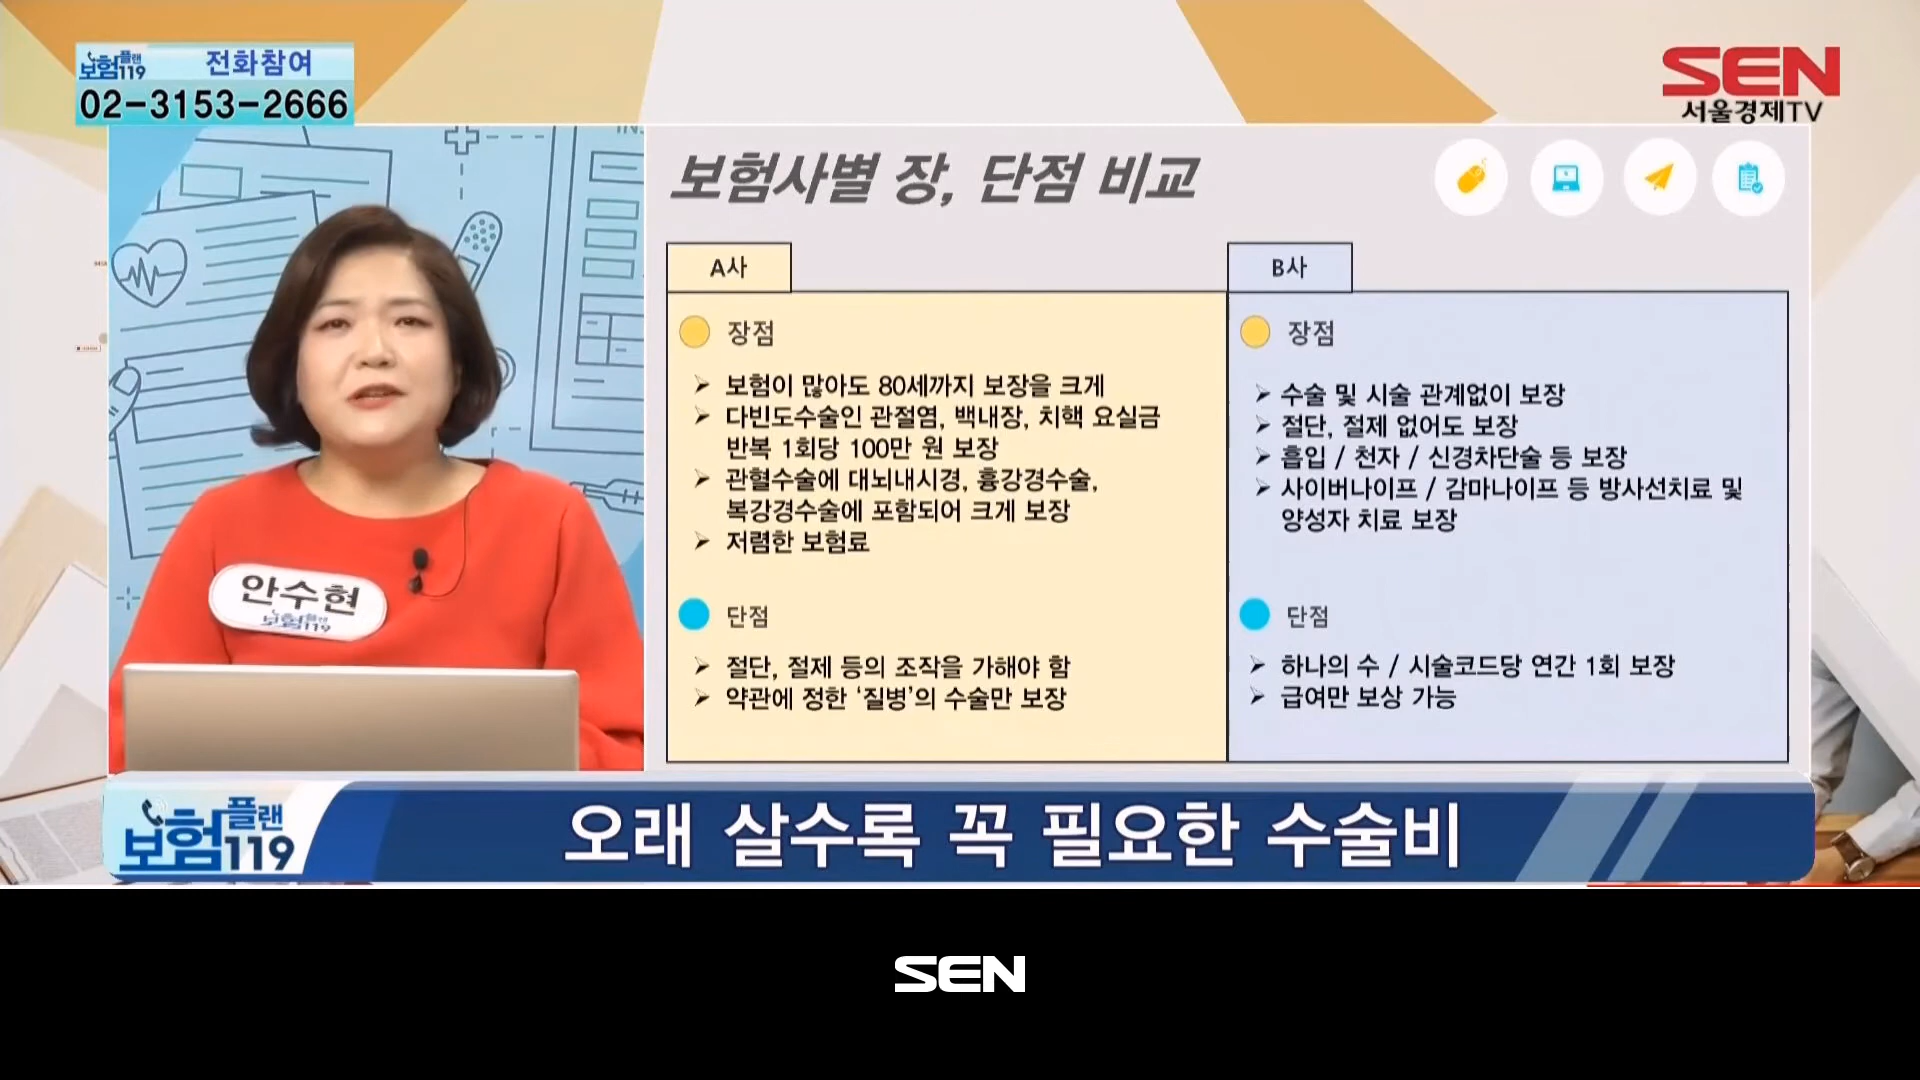 보험플랜119
전화참여
02-3153-2666
SEN
서울경제TV
INS
보험사별 장, 단점 비교
A사
장점
➢ 보험이 많아도 80세까지 보장을 크게
➢ 다빈도수술인 관절염, 백내장, 치핵 요실금
반복 1회당 100만 원 보장
➢ 관혈수술에 대뇌내시경, 흉강경수술,
복강경수술에 포함되어 크게 보장
➢ 저렴한 보험료
단점
➢ 절단, 절제 등의 조작을 가해야 함
➢ 약관에 정한 ‘질병’의 수술만 보장
B사
장점
➢ 수술 및 시술 관계없이 보장
➢ 절단, 절제 없어도 보장
➢ 흡입 / 천자 / 신경차단술 등 보장
➢ 사이버나이프 / 감마나이프 등 방사선치료 및
양성자 치료 보장
단점
➢ 하나의 수 / 시술코드당 연간 1회 보장
➢ 급여만 보상 가능
안수현
보험플랜119
보험플랜119
오래 살수록 꼭 필요한 수술비
SEN